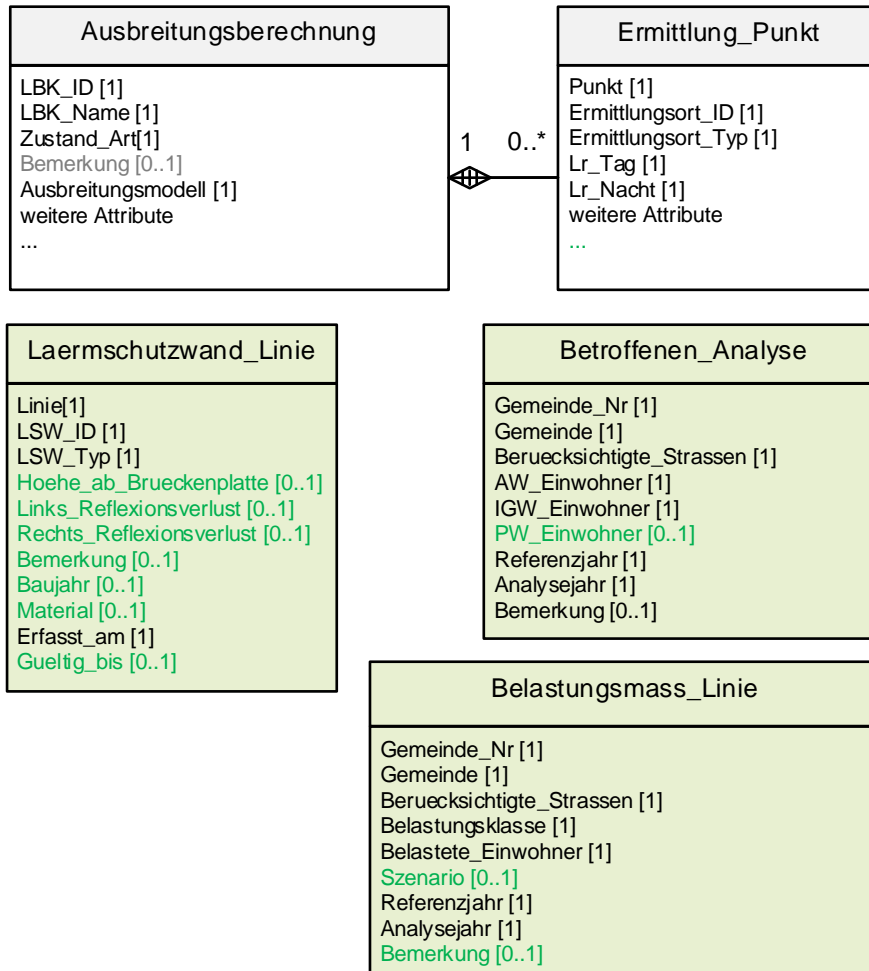 Ausbreitungsberechnung
LBK_ID [1]
LBK_Name [1]
Zustand_Art[1]
Bemerkung [0..1]
Ausbreitungsmodell [1]
weitere Attribute
...
1
0..*
Ermittlung_Punkt
Punkt [1]
Ermittlungsort_ID [1]
Ermittlungsort_Typ [1]
Lr_Tag [1]
Lr_Nacht [1]
weitere Attribute
...
Laermschutzwand_Linie
Linie[1]
LSW_ID [1]
LSW_Typ [1]
Hoehe_ab_Brueckenplatte [0..1]
Links_Reflexionsverlust [0..1]
Rechts_Reflexionsverlust [0..1]
Bemerkung [0..1]
Baujahr [0..1]
Material [0..1]
Erfasst_am [1]
Gueltig_bis [0..1]
Betroffenen_Analyse
Gemeinde_Nr [1]
Gemeinde [1]
Beruecksichtigte_Strassen [1]
AW_Einwohner [1]
IGW_Einwohner [1]
PW_Einwohner [0..1]
Referenzjahr [1]
Analysejahr [1]
Bemerkung [0..1]
Belastungsmass_Linie
Gemeinde_Nr [1]
Gemeinde [1]
Beruecksichtigte_Strassen [1]
Belastungsklasse [1]
Belastete_Einwohner [1]
Szenario [0..1]
Referenzjahr [1]
Analysejahr [1]
Bemerkung [0..1]